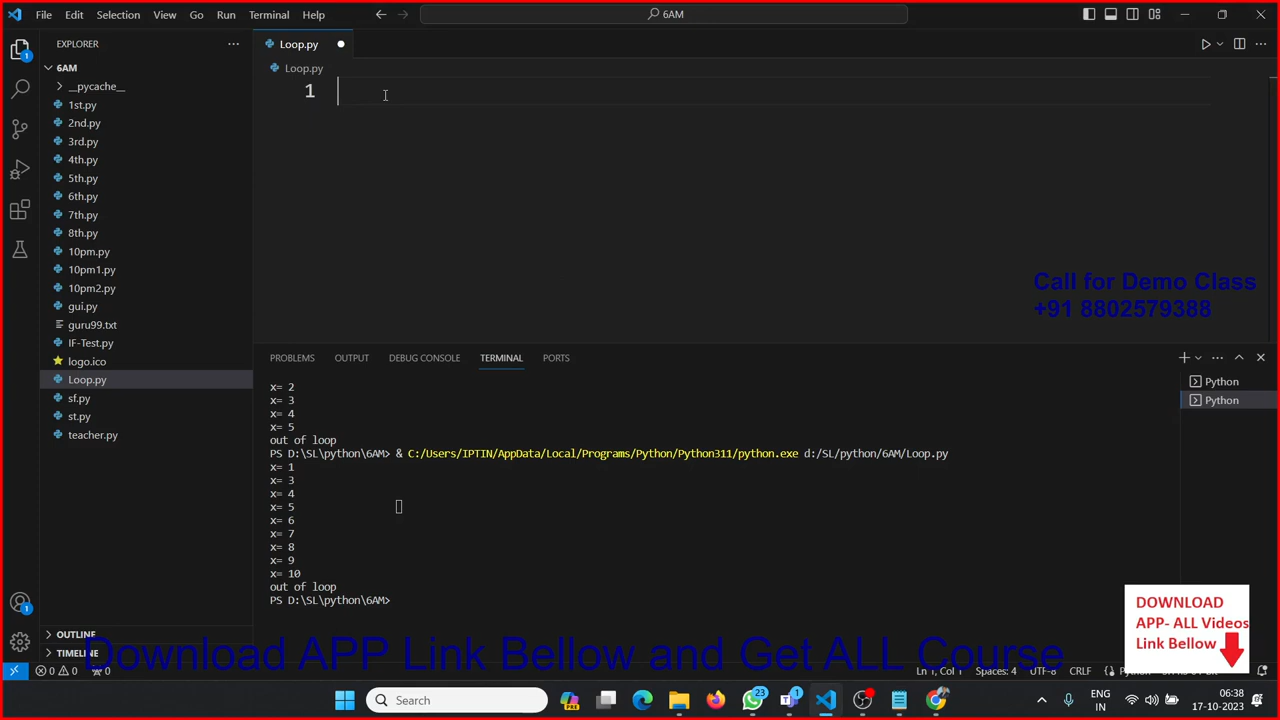 File Edit Selection View Go Run Terminal Help
6AM
EXPLORER
6AM
__pycache__
1st.py
2nd.py
3rd.py
4th.py
5th.py
6th.py
7th.py
8th.py
10pm.py
10pm1.py
10pm2.py
gui.py
guru99.txt
IF-Test.py
logo.ico
Loop.py
sf.py
st.py
teacher.py
OUTLINE
TIMELINE
Loop.py
Loop.py
1
Call for Demo Class
+91 8802579388
PROBLEMS OUTPUT DEBUG CONSOLE TERMINAL PORTS
Python
Python
x= 2
x= 3
x= 4
x= 5
out of loop
PS D:\SL\python\6AM> & C:/Users/IPTIN/AppData/Local/Programs/Python/Python311/python.exe d:/SL/python/6AM/Loop.py
x= 1
x= 3
x= 4
x= 5
x= 6
x= 7
x= 8
x= 9
x= 10
out of loop
PS D:\SL\python\6AM>
DOWNLOAD
APP- ALL Videos
Link Bellow
Download APP Link Bellow and Get ALL Course
0 0 0
Ln 1, Col 1 Spaces: 4 UTF-8 CRLF Python
Search
PRE
23
1
ENG
IN
06:38
17-10-2023